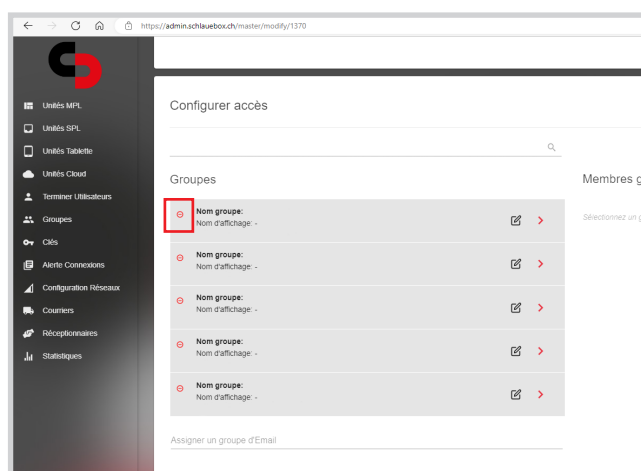 https://admin.schlauebox.ch/master/modify/1370
Unités MPL
Unités SPL
Unités Tablette
Unités Cloud
Terminer Utilisateurs
Groupes
Clés
Alerte Connexions
Configuration Réseaux
Courriers
Réceptionnaires
Statistiques
Configurer accès
Groupes
Nom groupe:
Nom d'affichage: -
Nom groupe:
Nom d'affichage: -
Nom groupe:
Nom d'affichage: -
Nom groupe:
Nom d'affichage: -
Nom groupe:
Nom d'affichage: -
Assigner un groupe d'Email
Membres g
Sélectionnez un g